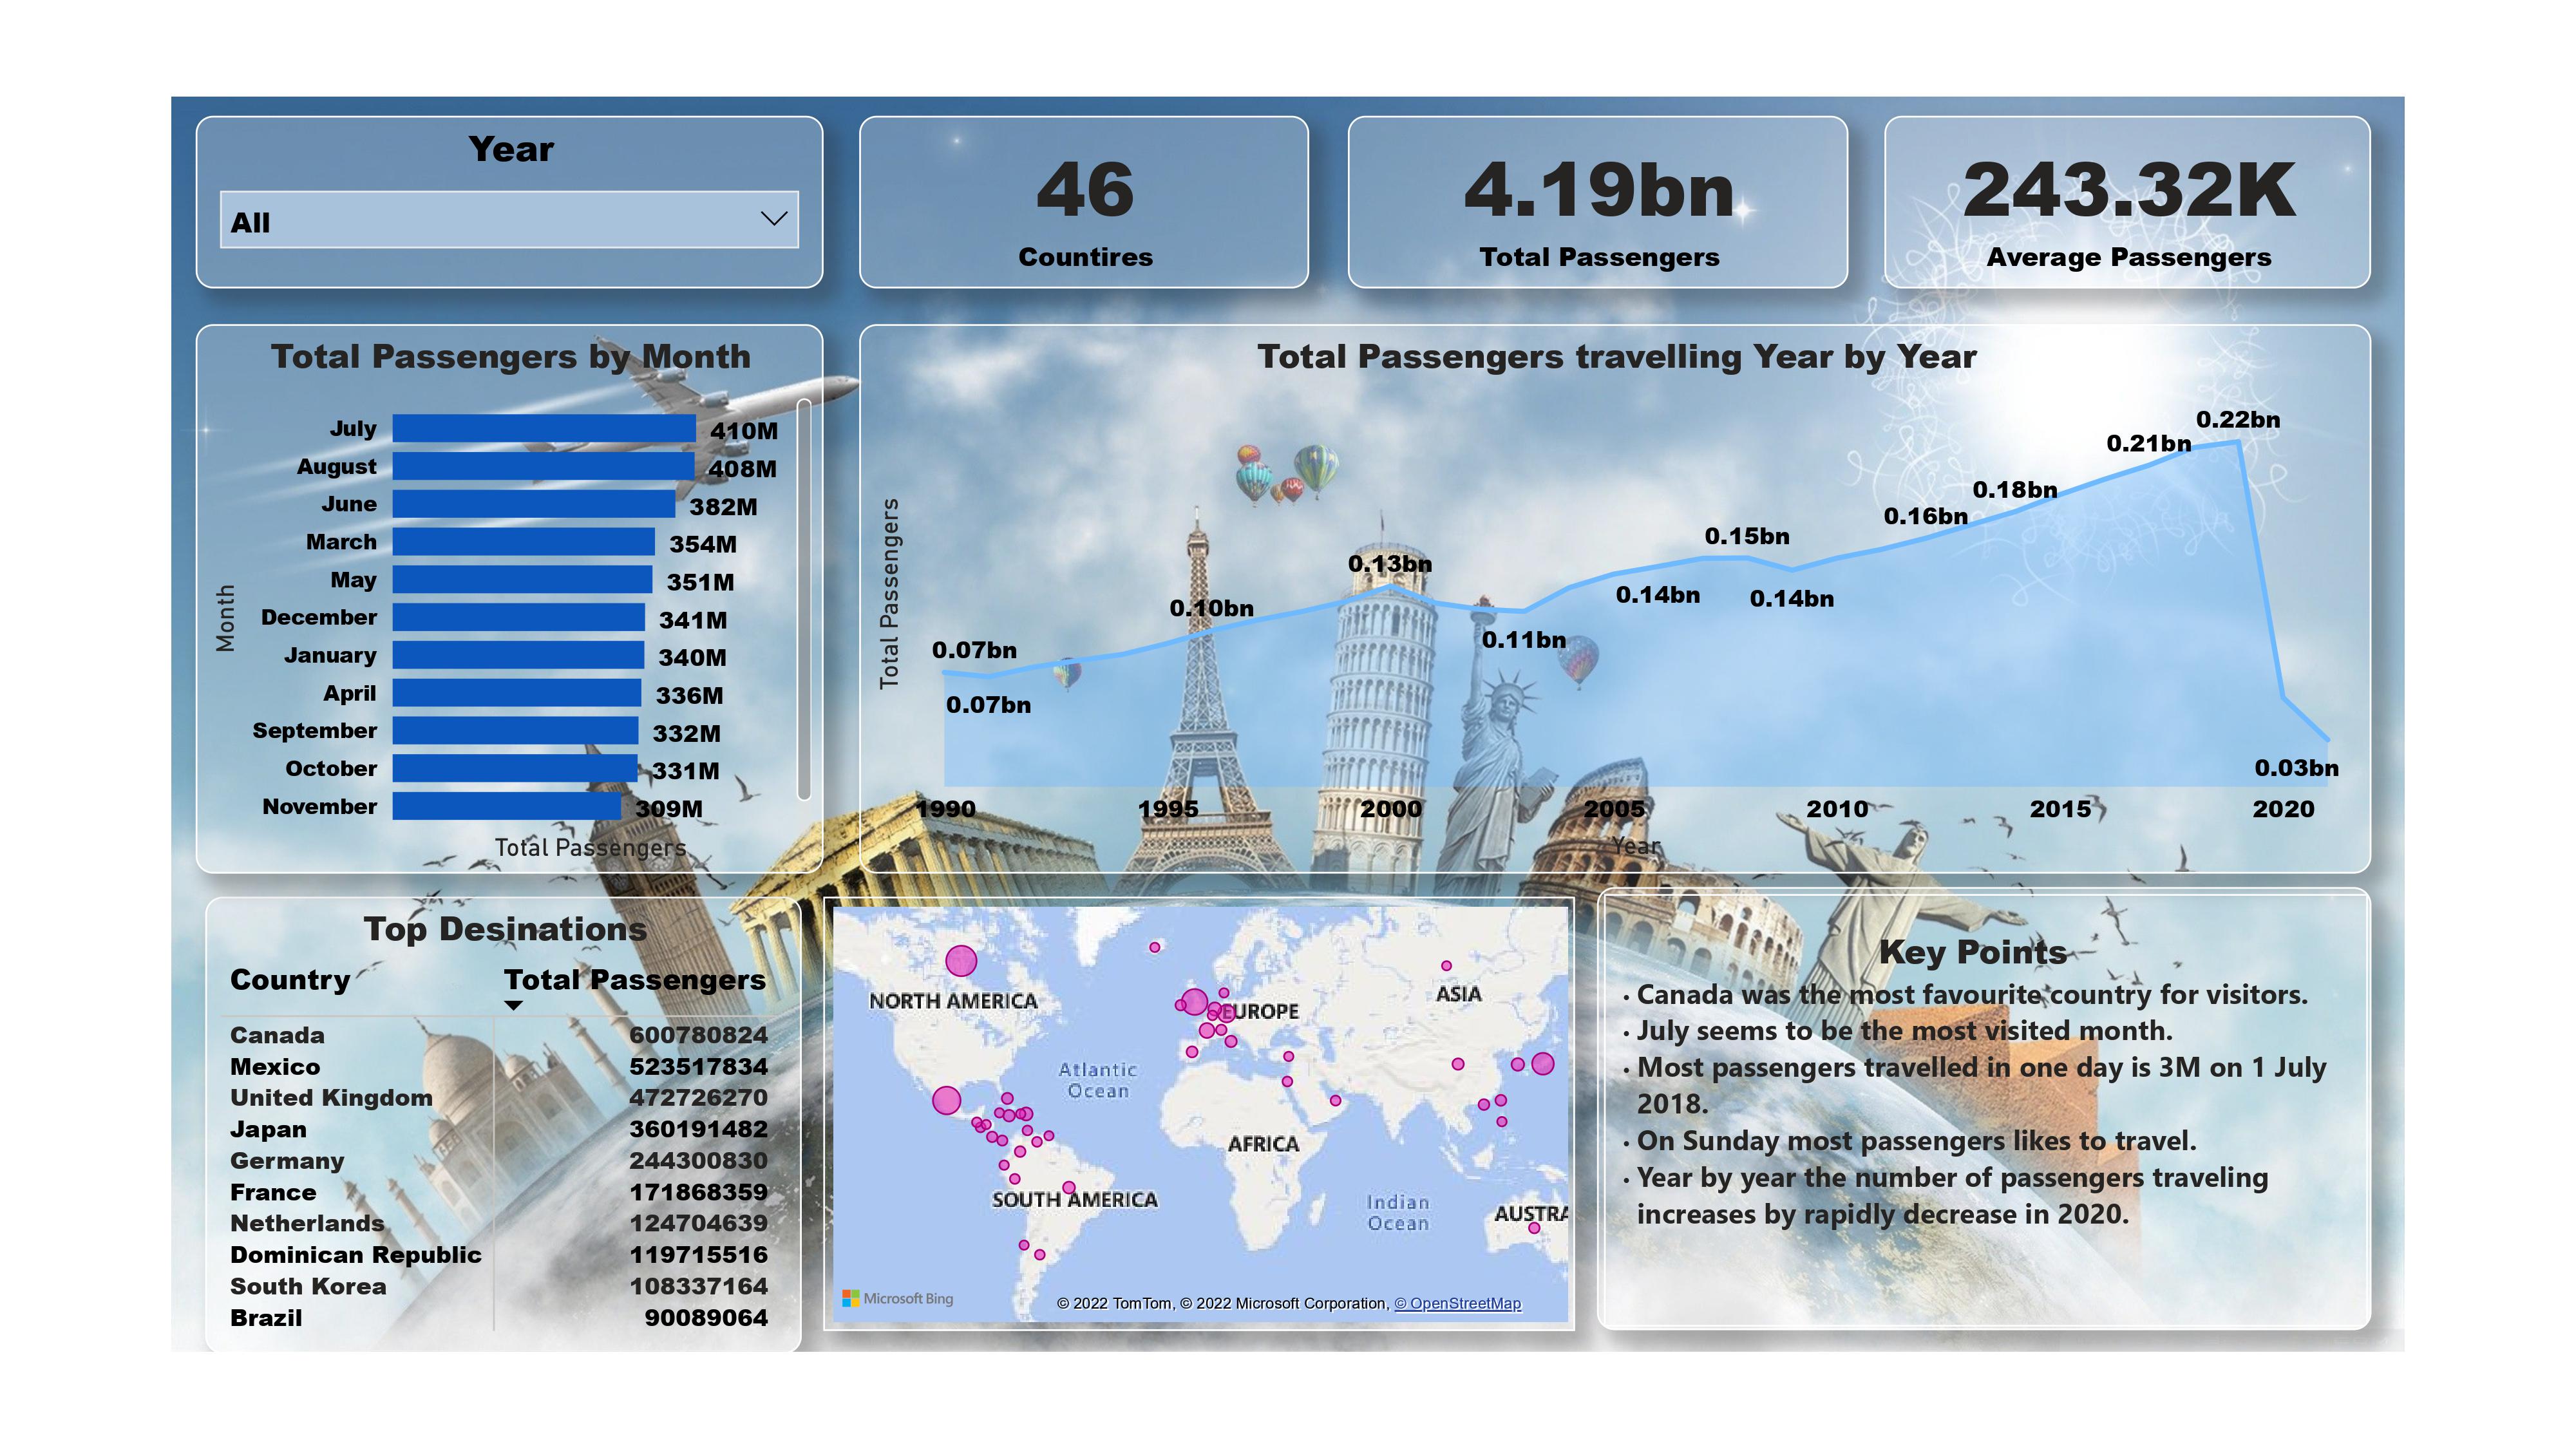 Year
All
46
Countires
4.19bn
Total Passengers
243.32K
Average Passengers
Total Passengers by Month
Month
July 410M
August 408M
June 382M
March 354M
May 351M
December 341M
January 340M
April 336M
September 332M
October 331M
November 309M
Total Passengers
Total Passengers travelling Year by Year
Total Passengers
0.07bn
0.07bn
0.10bn
0.13bn
0.11bn
0.14bn
0.15bn
0.14bn
0.16bn
0.18bn
0.21bn
0.22bn
0.03bn
1990 1995 2000 2005 2010 2015 2020
Year
Top Desinations
Country Total Passengers
Canada 600780824
Mexico 523517834
United Kingdom 472726270
Japan 360191482
Germany 244300830
France 171868359
Netherlands 124704639
Dominican Republic 119715516
South Korea 108337164
Brazil 90089064
NORTH AMERICA
EUROPE
ASIA
Atlantic
Ocean
AFRICA
SOUTH AMERICA
Indian
Ocean
AUSTRA
Microsoft Bing
© 2022 TomTom, © 2022 Microsoft Corporation, © OpenStreetMap
Key Points
• Canada was the most favourite country for visitors.
• July seems to be the most visited month.
• Most passengers travelled in one day is 3M on 1 July
2018.
• On Sunday most passengers likes to travel.
• Year by year the number of passengers traveling
increases by rapidly decrease in 2020.